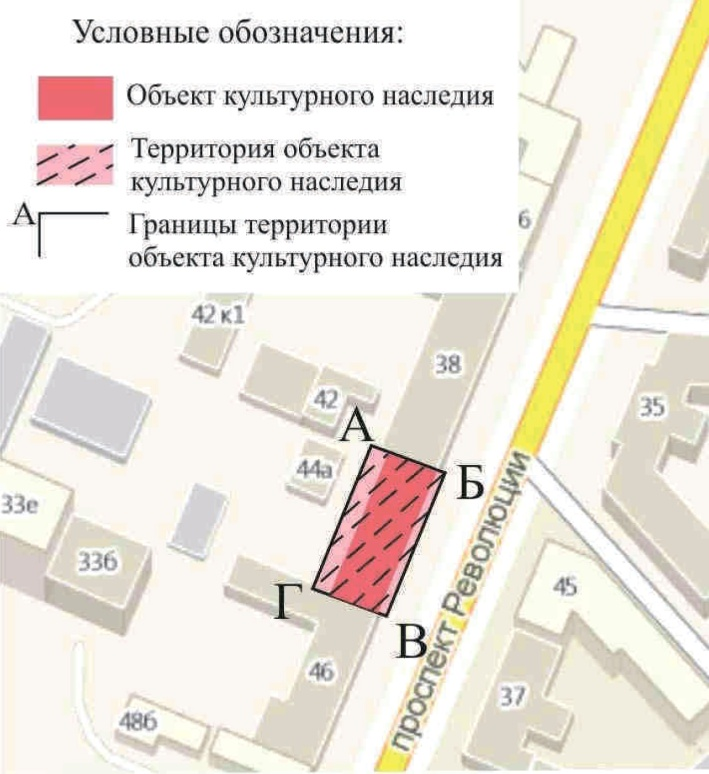 Условные обозначения:
Объект культурного наследия
Территория объекта
культурного наследия
А
Границы территории
объекта культурного наследия
6
42 к1
38
42
35
А
44а
Б
33е
проспект Революции
33б
45
Г
В
46
37
48б